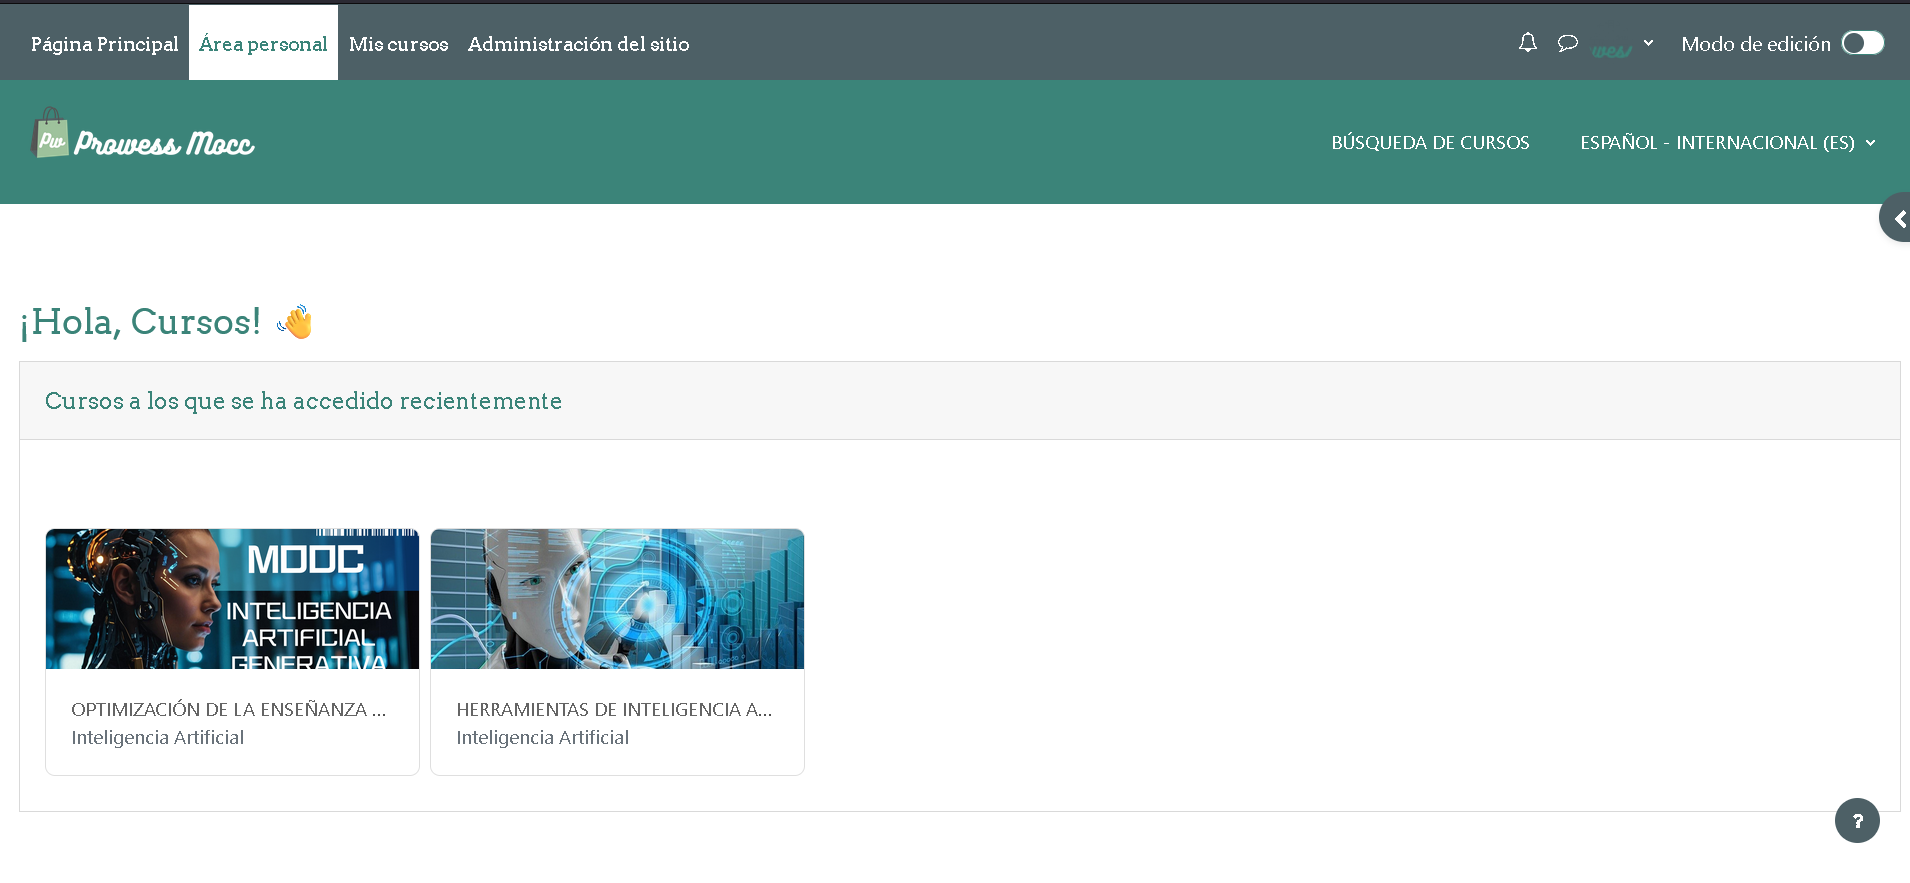 Página Principal Área personal Mis cursos Administración del sitio Modo de edición
Pw Prowess Mocc BÚSQUEDA DE CURSOS ESPAÑOL - INTERNACIONAL (ES)
¡Hola, Cursos! 👋
Cursos a los que se ha accedido recientemente
MOOC
INTELIGENCIA
ARTIFICIAL
GENERATIVA
OPTIMIZACIÓN DE LA ENSEÑANZA ...
Inteligencia Artificial
HERRAMIENTAS DE INTELIGENCIA A...
Inteligencia Artificial
?